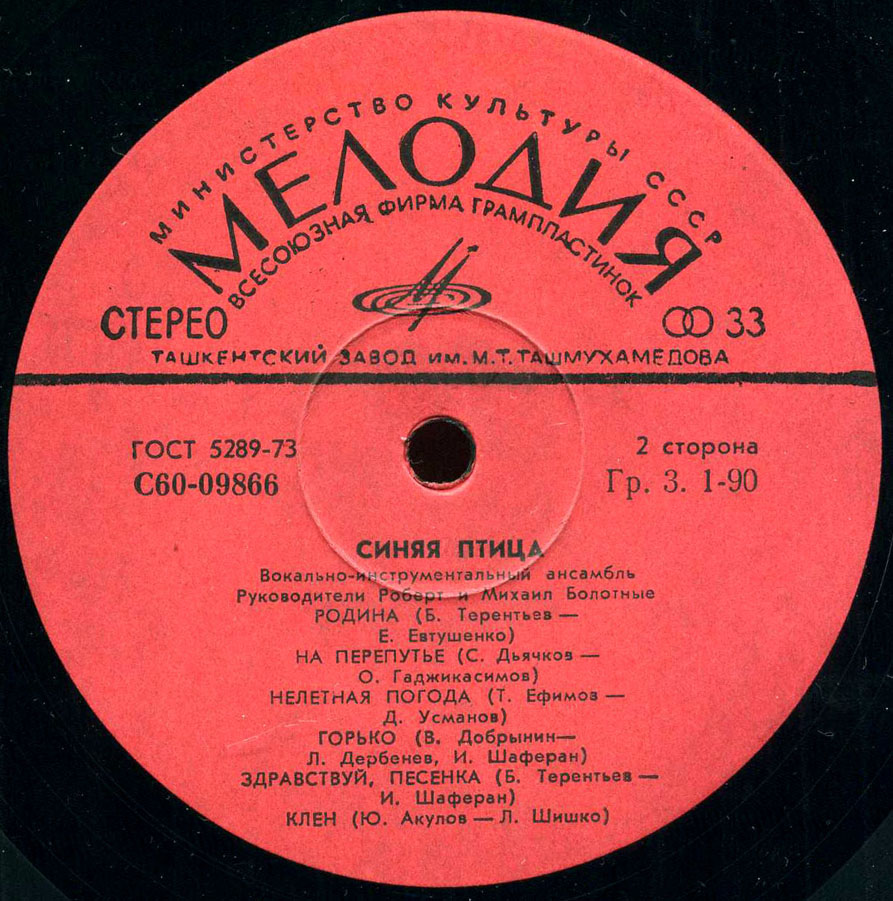 МИНИСТЕРСТВО КУЛЬТУРЫ СССР
МЕЛОДИЯ
ВСЕСОЮЗНАЯ ФИРМА ГРАМПЛАСТИНОК
СТЕРЕО 33
ТАШКЕНТСКИЙ ЗАВОД ИМ. М.Т. ТАШМУХАМЕДОВА
ГОСТ 5289-73 2 сторона
С60-09866 Гр. 3. 1-90
СИНЯЯ ПТИЦА
Вокально-инструментальный ансамбль
Руководители Роберт и Михаил Болотные
РОДИНА (Б. Терентьев —
Е. Евтушенко)
НА ПЕРЕПУТЬЕ (С. Дьячков —
О. Гаджикасимов)
НЕЛЕТНАЯ ПОГОДА (Т. Ефимов —
Д. Усманов)
ГОРЬКО (В. Добрынин—
Л. Дербенев, И. Шаферан)
ЗДРАВСТВУЙ, ПЕСЕНКА (Б. Терентьев —
И. Шаферан)
КЛЕН (Ю. Акулов — Л. Шишко)